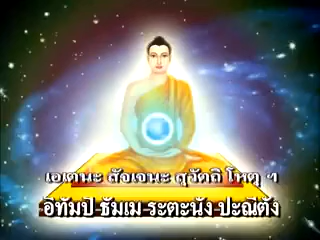 เอเตนะ สัจเจนะ สุวัตถิ โหตุ ฯ
อีทัมปิ ธัมเม ระตะนัง ปะณีตัง